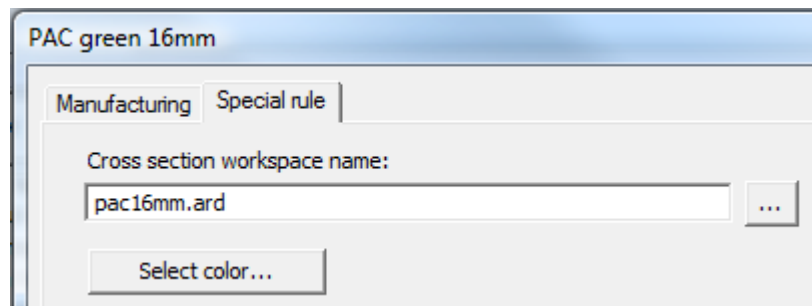 PAC green 16mm
Manufacturing Special rule
Cross section workspace name:
pac16mm.ard ...
Select color...